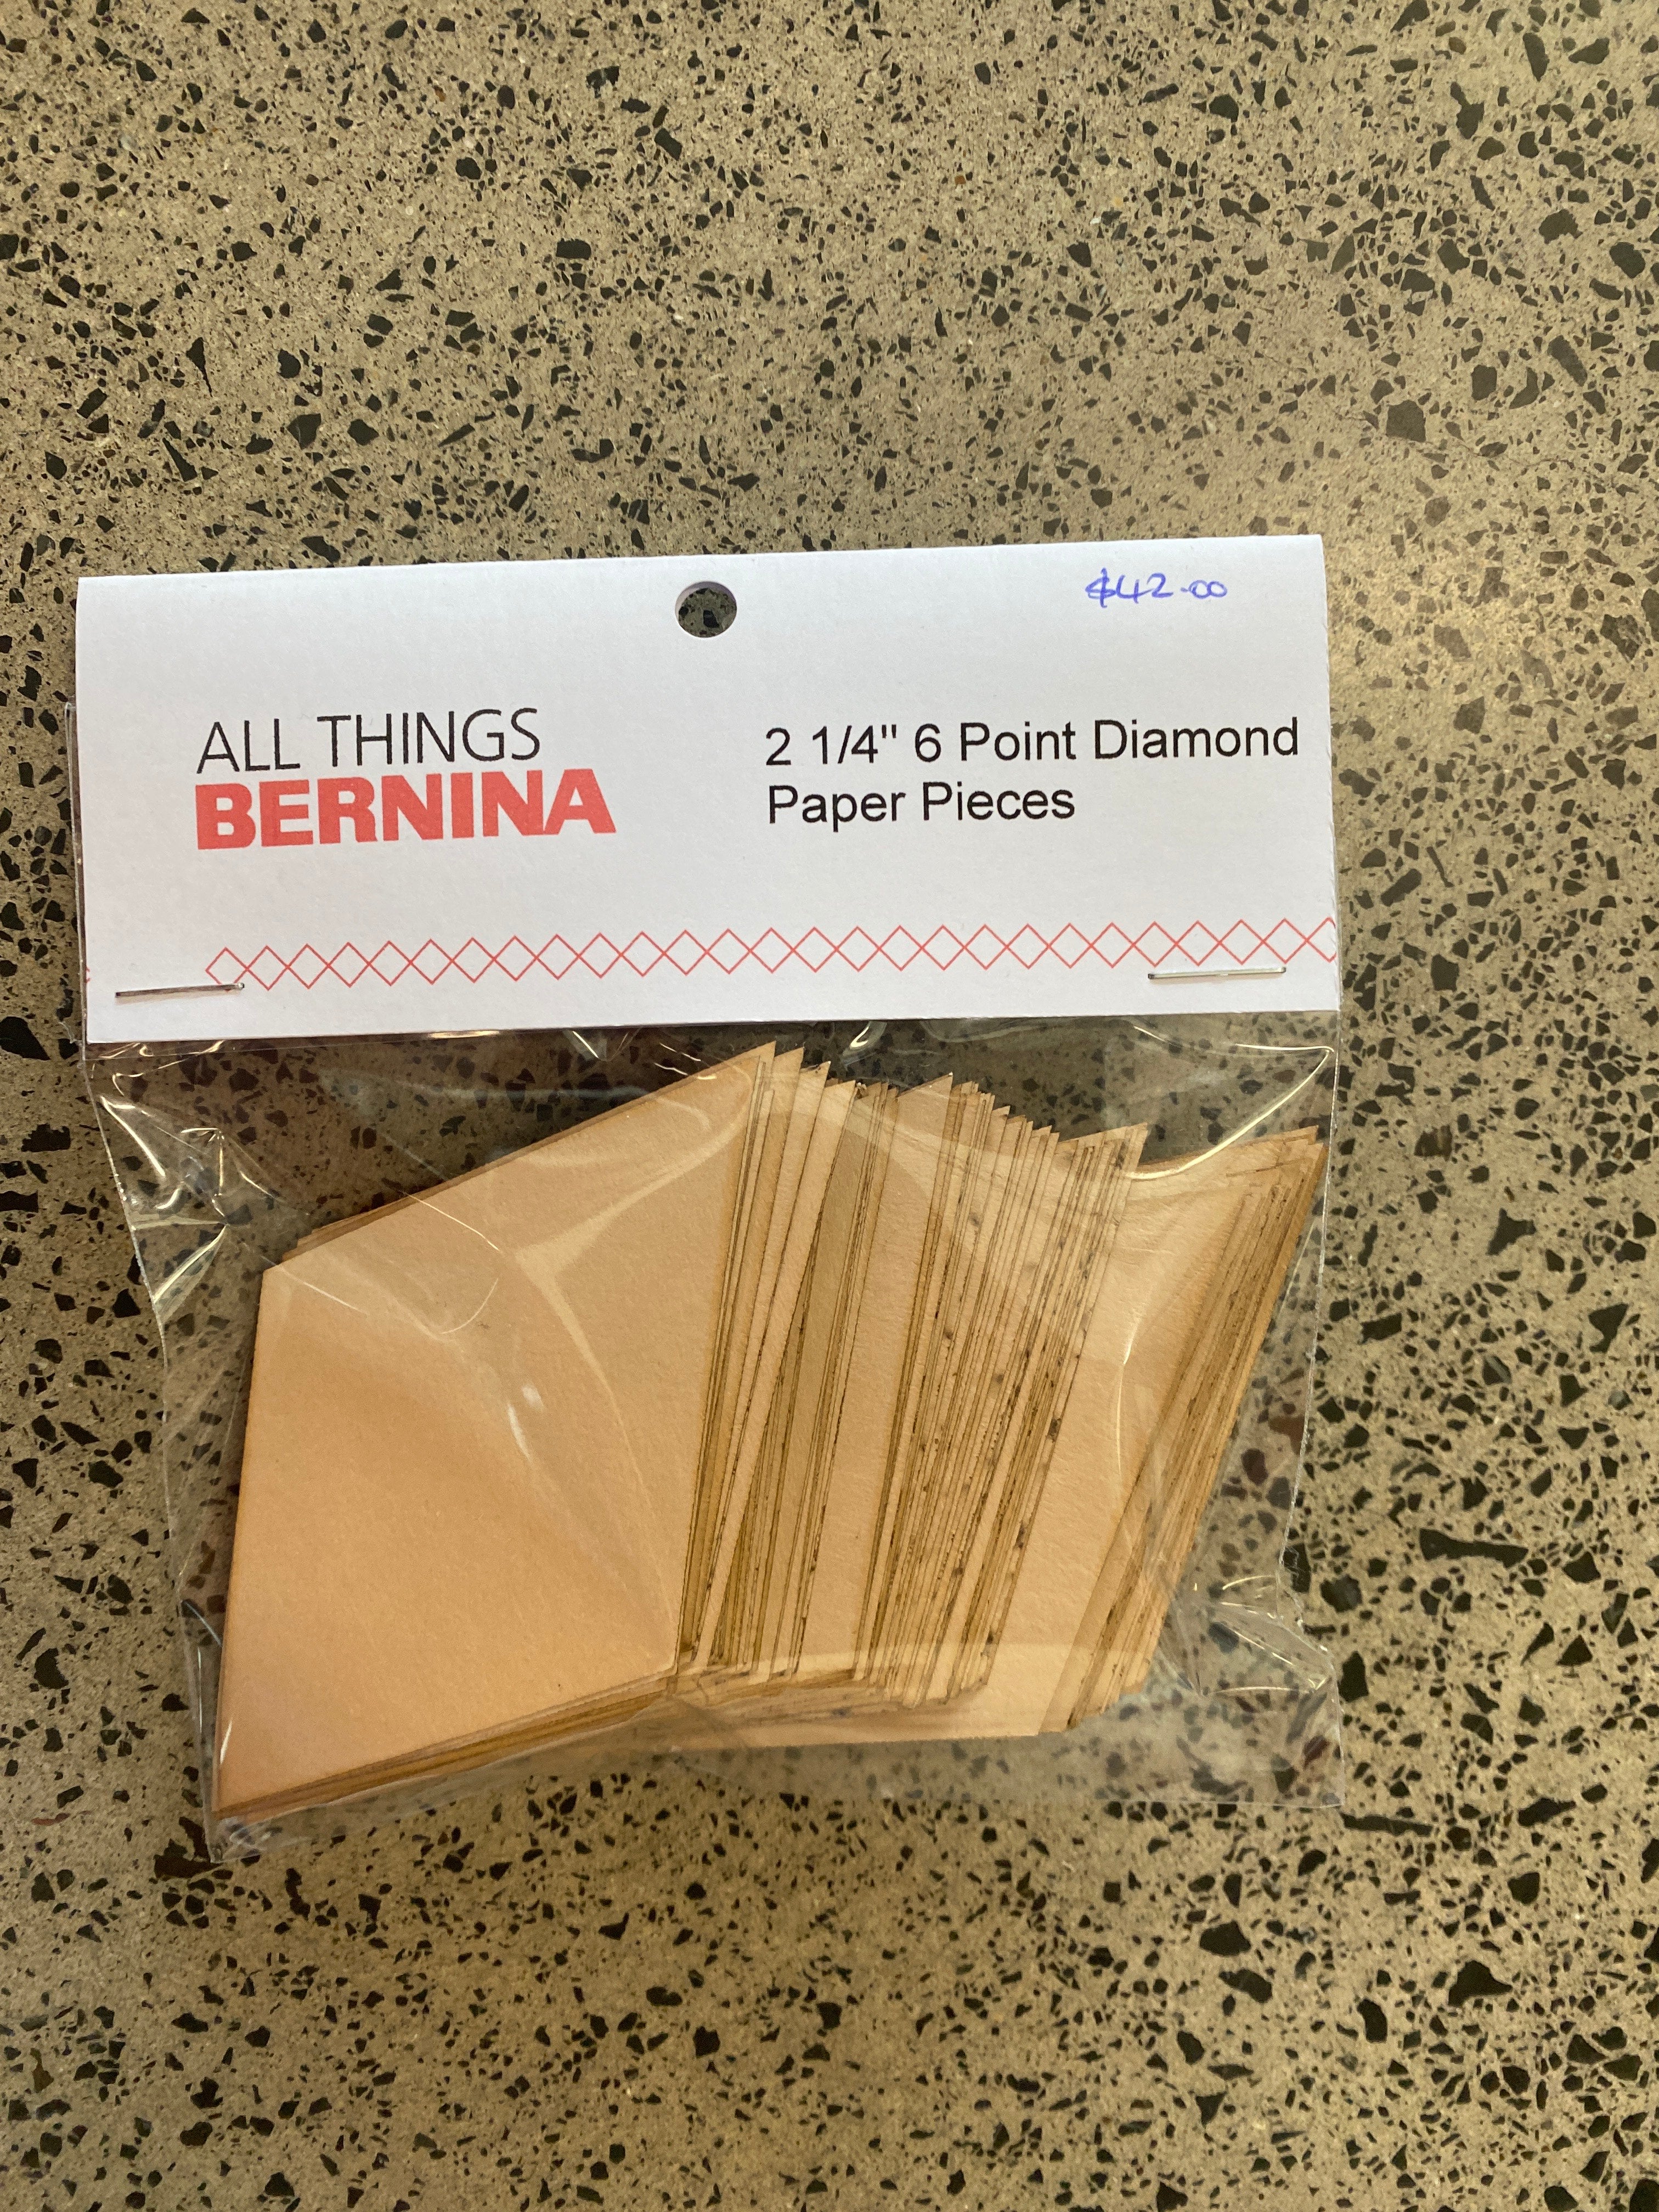 $42.00
ALL THINGS
BERNINA
2 1/4" 6 Point Diamond
Paper Pieces